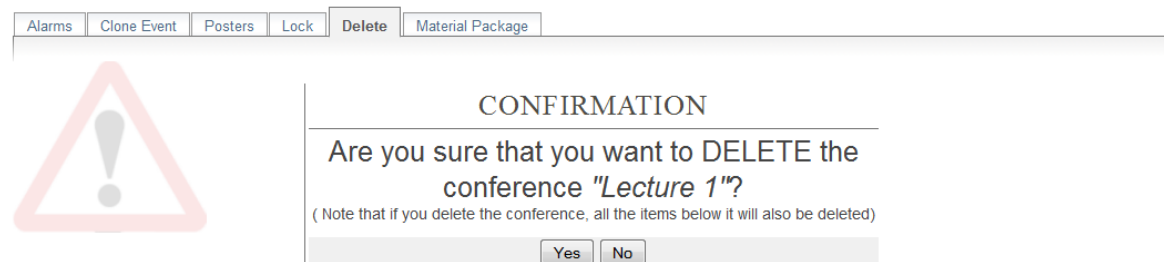 Alarms Clone Event Posters Lock Delete Material Package
CONFIRMATION
Are you sure that you want to DELETE the
conference "Lecture 1"?
( Note that if you delete the conference, all the items below it will also be deleted)
Yes No